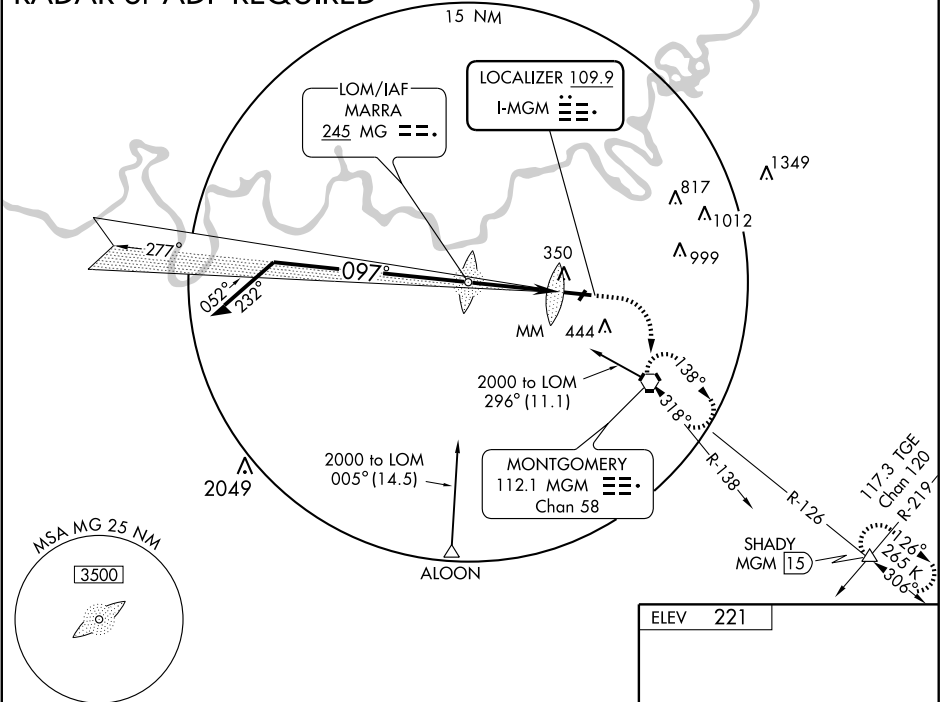 RADAR or ADF REQUIRED
15 NM
LOM/IAF
MARRA
245 MG
LOCALIZER 109.9
I-MGM
1349
817
1012
999
350
277°
097°
052°
232°
MM
444
138°
318°
2000 to LOM
296° (11.1)
2000 to LOM
005° (14.5)
2049
MONTGOMERY
112.1 MGM
Chan 58
R-138
R-126
117.3 TGE
Chan 120
R-219
SHADY
MGM 15
126°
265 K
306°
ALOON
MSA MG 25 NM
3500
ELEV 221